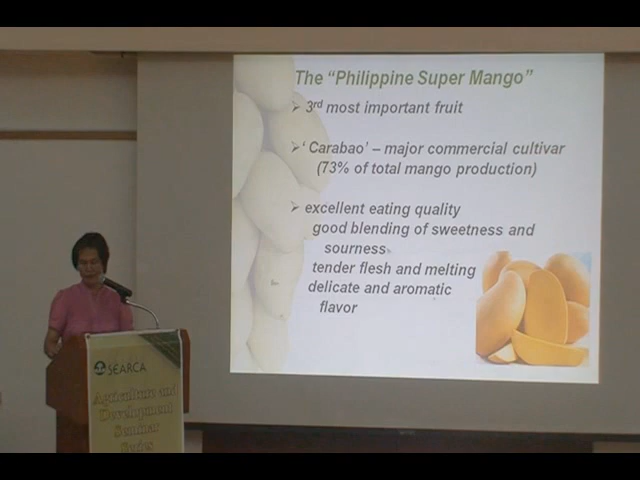 The “Philippine Super Mango”
➢ 3rd most important fruit
➢ ‘ Carabao’ – major commercial cultivar
(73% of total mango production)
➢ excellent eating quality
good blending of sweetness and
sourness
tender flesh and melting
delicate and aromatic
flavor
SEARCA
Agriculture and
Development
Seminar
Series